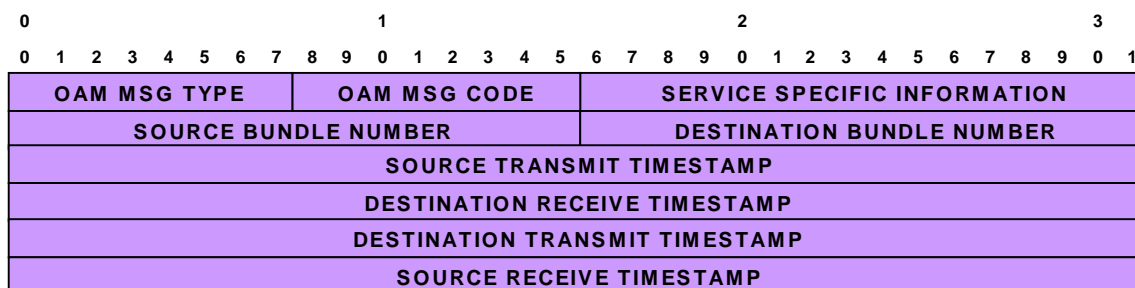 0 1 2 3
0 1 2 3 4 5 6 7 8 9 0 1 2 3 4 5 6 7 8 9 0 1 2 3 4 5 6 7 8 9 0 1
OAM MSG TYPE OAM MSG CODE SERVICE SPECIFIC INFORMATION
SOURCE BUNDLE NUMBER DESTINATION BUNDLE NUMBER
SOURCE TRANSMIT TIMESTAMP
DESTINATION RECEIVE TIMESTAMP
DESTINATION TRANSMIT TIMESTAMP
SOURCE RECEIVE TIMESTAMP